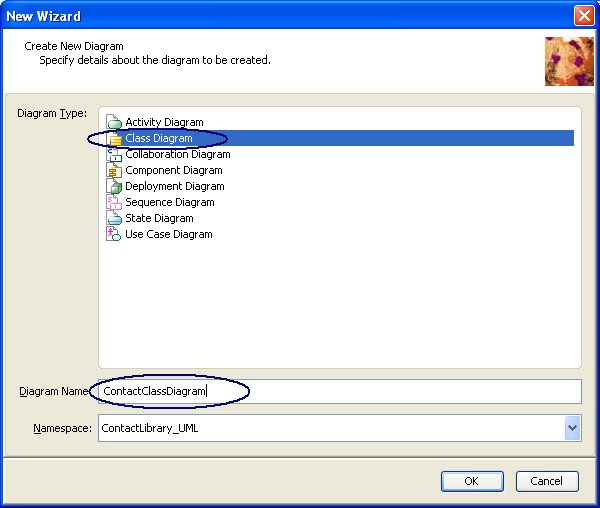 New Wizard
Create New Diagram
Specify details about the diagram to be created.
Diagram Type:
Activity Diagram
Class Diagram
Collaboration Diagram
Component Diagram
Deployment Diagram
Sequence Diagram
State Diagram
Use Case Diagram
Diagram Name ContactClassDiagram
Namespace: ContactLibrary_UML
OK Cancel